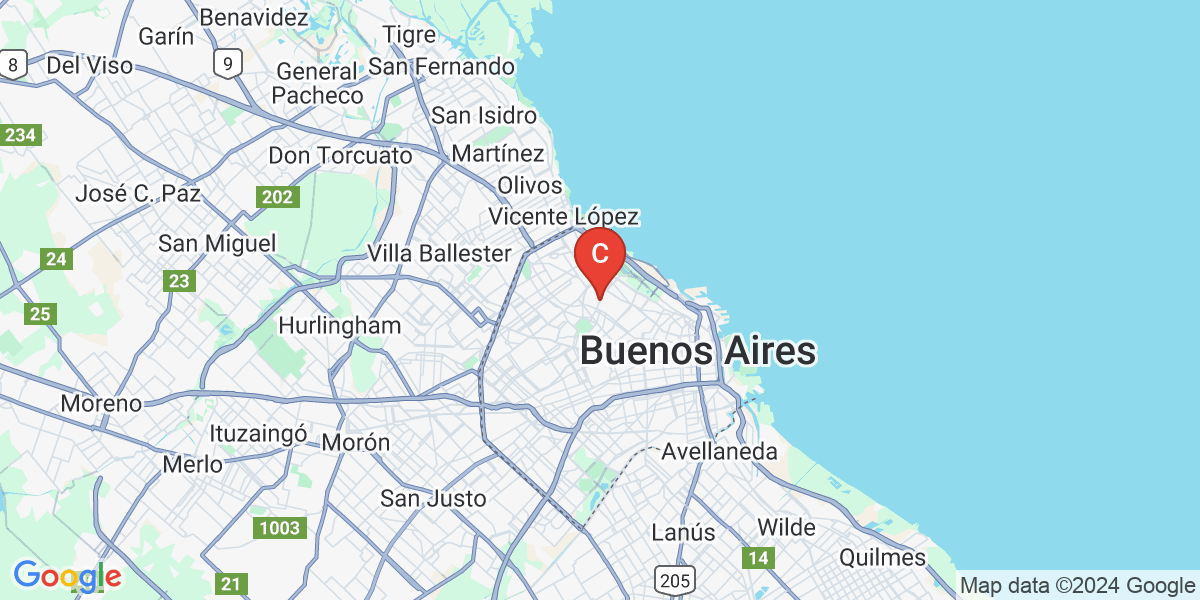 Benavidez
Garín
Tigre
8
9
Del Viso
General
Pacheco
San Fernando
San Isidro
234
Don Torcuato
Martínez
Olivos
202
José C. Paz
Vicente López
San Miguel
Villa Ballester
C
24
23
25
Hurlingham
Buenos Aires
Moreno
Ituzaingó
Morón
Merlo
Avellaneda
San Justo
1003
Lanús
Wilde
14
Quilmes
Google
21
205
Map data ©2024 Google